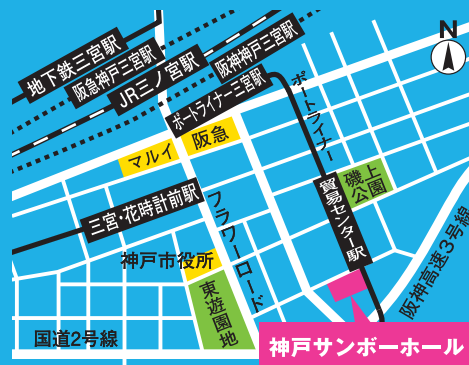 N
地下鉄三宮駅
阪急神戸三宮駅
JR三ノ宮駅
阪神神戸三宮駅
ポートライナー三宮駅
ポートライナー
マルイ
阪急
磯上
公園
貿易センター駅
三宮・花時計前駅
フラワーロード
神戸市役所
東遊園地
阪神高速3号線
国道2号線
神戸サンボーホール